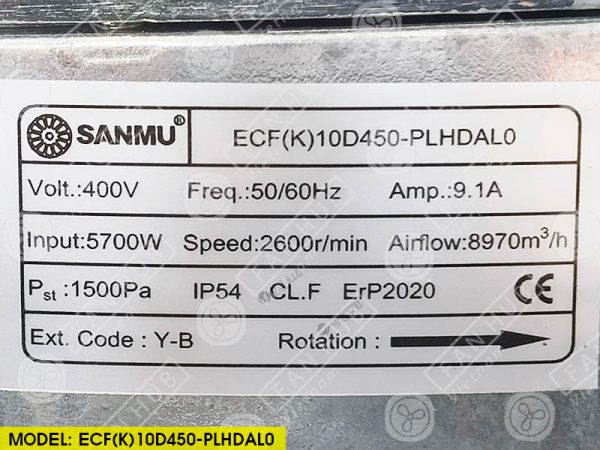 SANMU®
ECF(K)10D450-PLHDAL0
Volt.:400V Freq.:50/60Hz Amp.:9.1A
Input:5700W Speed:2600r/min Airflow:8970m³/h
Pst :1500Pa IP54 CL.F ErP2020 CE
Ext. Code : Y-B Rotation :
MODEL: ECF(K)10D450-PLHDAL0